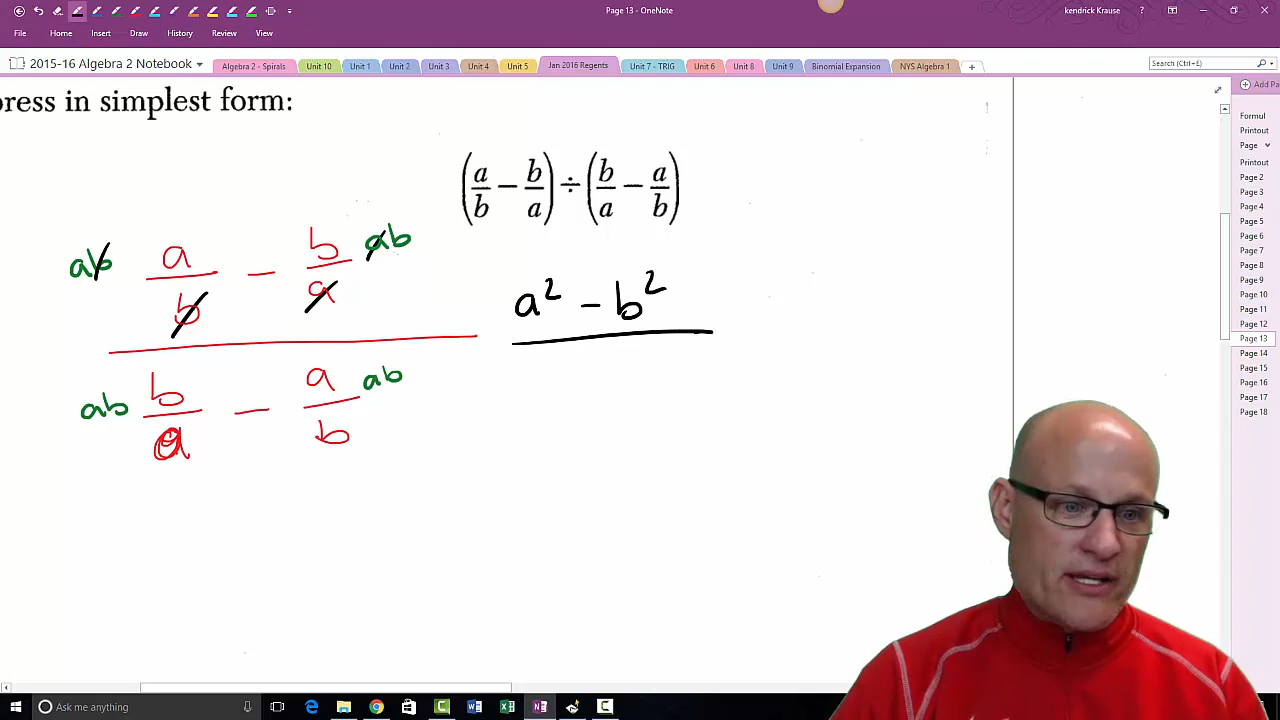 Page 13 - OneNote
kendrick Krause
File Home Insert Draw History Review View
2015-16 Algebra 2 Notebook
Algebra 2 - Spirals Unit 10 Unit 1 Unit 2 Unit 3 Unit 4 Unit 5 Jan 2016 Regents Unit 7 - TRIG Unit 6 Unit 8 Unit 9 Binomial Expansion NYS Algebra 1
Search (Ctrl+E)
Add Pa
press in simplest form:
(a/b − b/a) ÷ (b/a − a/b)
ab a/b − b/a ab
a² − b²
ab b/a − a/b ab
Formul
Printout
Page
Printout
Page 2
Page 3
Page 4
Page 5
Page 6
Page 7
Page 8
Page 9
Page 10
Page 11
Page 12
Page 13
Page 14
Page 15
Page 16
Page 17
Page 18
Ask me anything